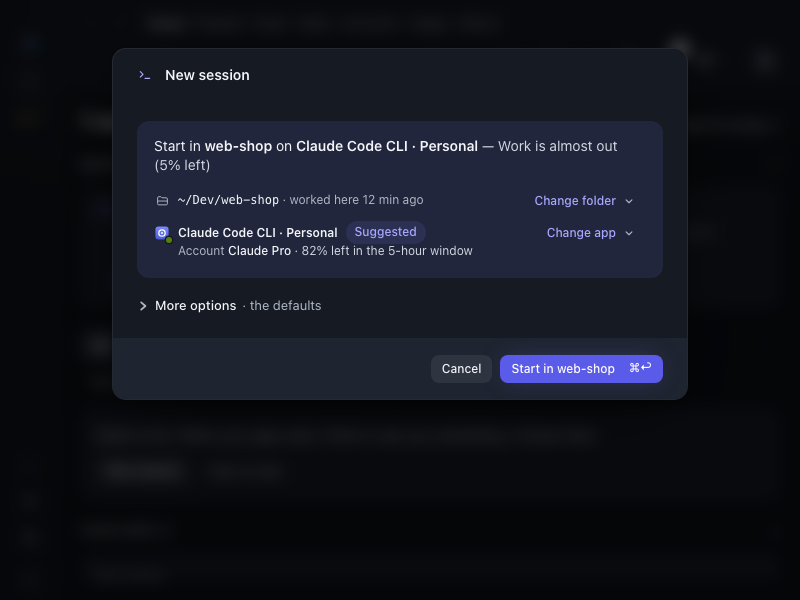 New session
Start in web-shop on Claude Code CLI · Personal — Work is almost out
(5% left)
~/Dev/web-shop · worked here 12 min ago
Change folder
Claude Code CLI · Personal
Suggested
Change app
Account Claude Pro · 82% left in the 5-hour window
More options · the defaults
Cancel
Start in web-shop ⌘↩